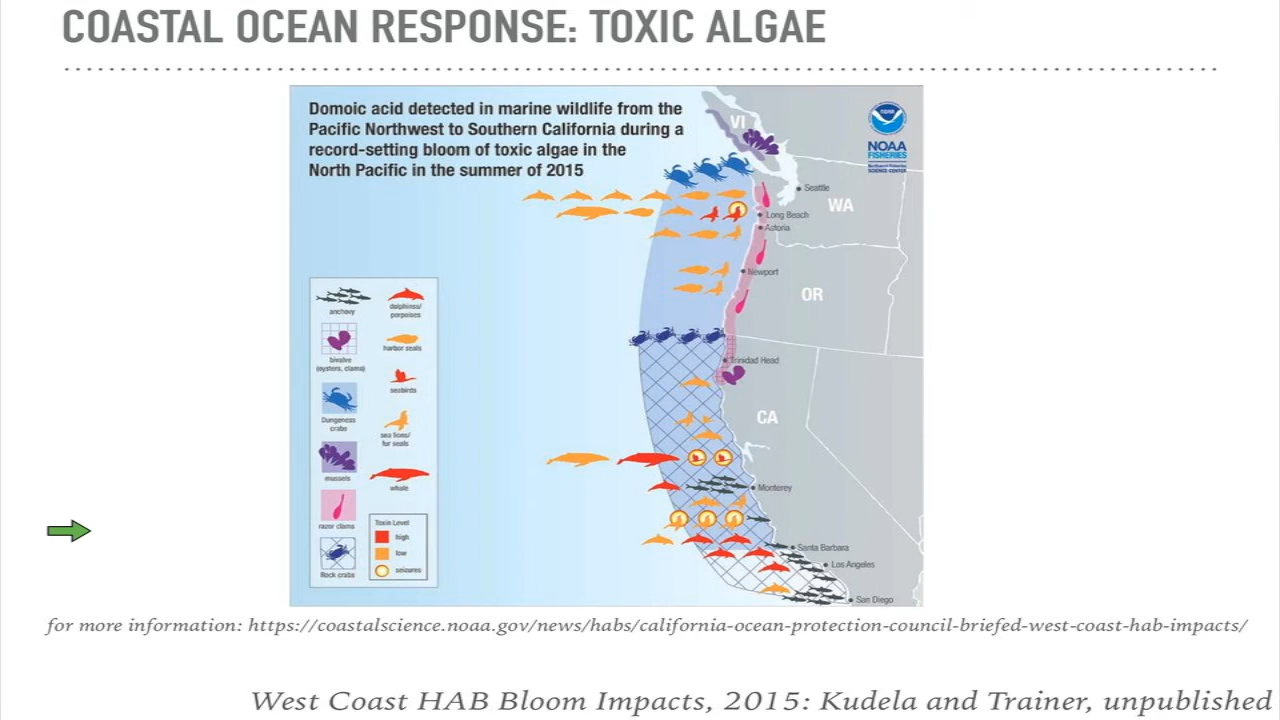 COASTAL OCEAN RESPONSE: TOXIC ALGAE
Domoic acid detected in marine wildlife from the
Pacific Northwest to Southern California during a
record-setting bloom of toxic algae in the
North Pacific in the summer of 2015
VI
NOAA
FISHERIES
Seattle
WA
Long Beach
Astoria
Newport
OR
Trinidad Head
CA
Monterey
Santa Barbara
Los Angeles
San Diego
anchovy
dolphins/
porpoises
bivalve
(oysters, clams)
harbor seals
seabirds
Dungeness
crabs
sea lions/
fur seals
mussels
whale
razor clams
Toxin Level
high
low
seizures
Rock crabs
for more information: https://coastalscience.noaa.gov/news/habs/california-ocean-protection-council-briefed-west-coast-hab-impacts/
West Coast HAB Bloom Impacts, 2015: Kudela and Trainer, unpublished